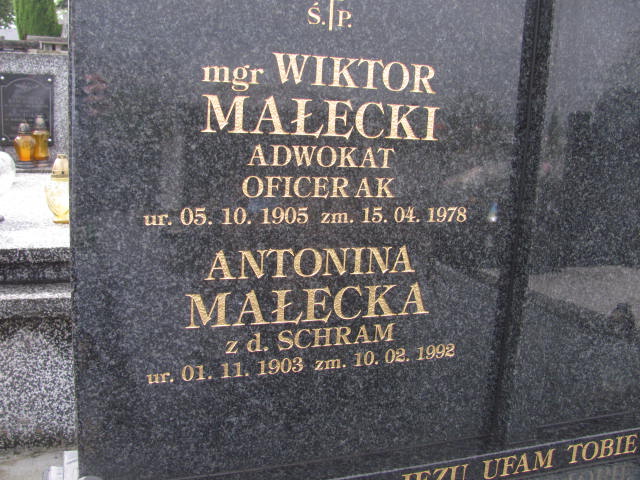 Ś. P.
mgr WIKTOR
MAŁECKI
ADWOKAT
OFICER AK
ur. 05. 10. 1905 zm. 15. 04. 1978
ANTONINA
MAŁECKA
z d. SCHRAM
ur. 01. 11. 1903 zm. 10. 02. 1992
JEZU UFAM TOBIE